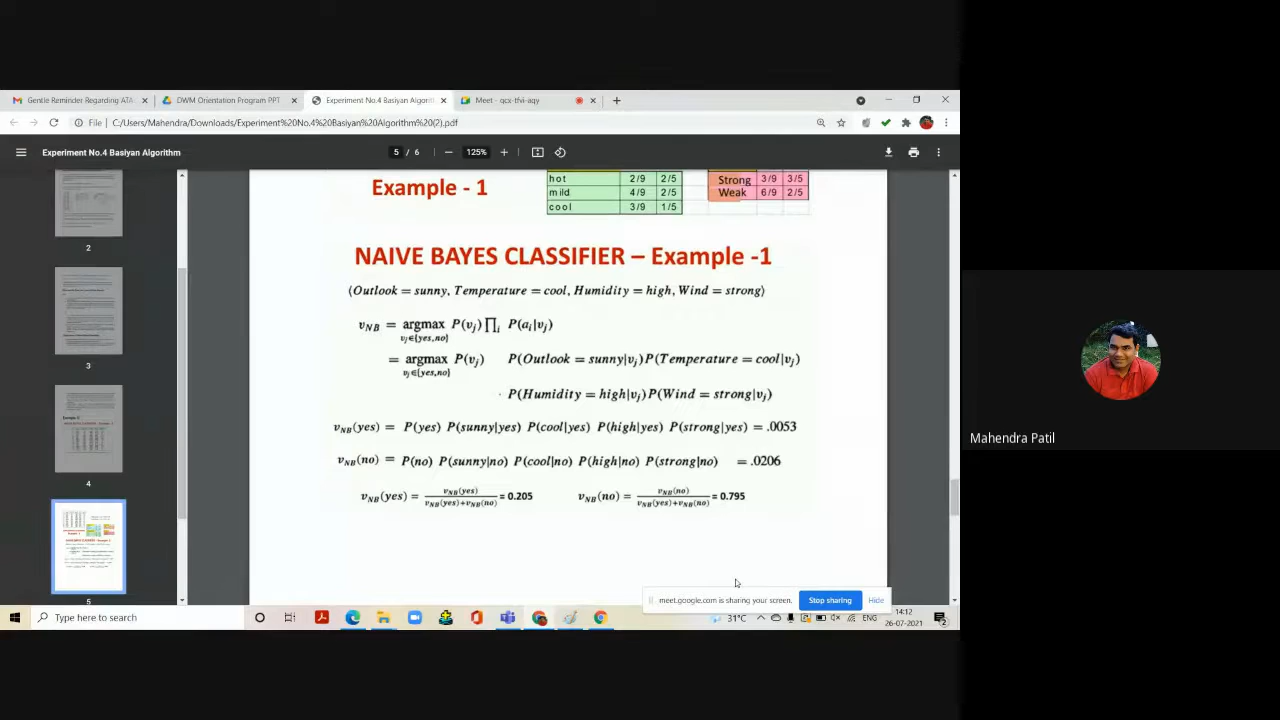 Gentle Reminder Regarding ATA
DWM Orientation Program PPT
Experiment No.4 Basiyan Algorith
Meet - qcx-tfvi-aqy
File
C:/Users/Mahendra/Downloads/Experiment%20No.4%20Basiyan%20Algorithm%20(2).pdf
Experiment No.4 Basiyan Algorithm
5 / 6
125%
Example - 1
hot 2/9 2/5
mild 4/9 2/5
cool 3/9 1/5
Strong 3/9 3/5
Weak 6/9 2/5
NAIVE BAYES CLASSIFIER – Example -1
⟨Outlook = sunny, Temperature = cool, Humidity = high, Wind = strong⟩
v_NB = argmax_{v_j∈{yes,no}} P(v_j) ∏_i P(a_i|v_j)
= argmax_{v_j∈{yes,no}} P(v_j) P(Outlook = sunny|v_j)P(Temperature = cool|v_j)
· P(Humidity = high|v_j)P(Wind = strong|v_j)
v_NB(yes) = P(yes) P(sunny|yes) P(cool|yes) P(high|yes) P(strong|yes) = .0053
v_NB(no) = P(no) P(sunny|no) P(cool|no) P(high|no) P(strong|no) = .0206
v_NB(yes) = v_NB(yes) / v_NB(yes)+v_NB(no) = 0.205
v_NB(no) = v_NB(no) / v_NB(yes)+v_NB(no) = 0.795
2
3
4
5
Mahendra Patil
meet.google.com is sharing your screen.
Stop sharing
Hide
Type here to search
31°C
ENG
14:12
26-07-2021
2